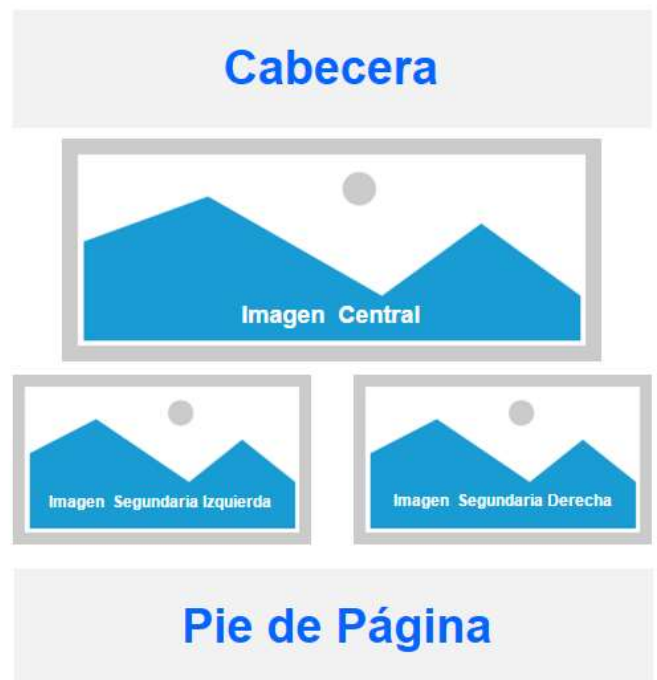 Cabecera
Imagen Central
Imagen Segundaria Izquierda
Imagen Segundaria Derecha
Pie de Página